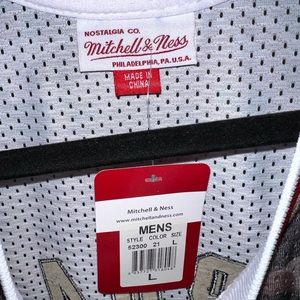 NOSTALGIA CO.
Mitchell & Ness
PHILADELPHIA, PA. U.S.A.
MADE IN
CHINA
Mitchell & Ness
www.mitchellandness.com
MENS
STYLE COLOR SIZE
52300 21 L
L